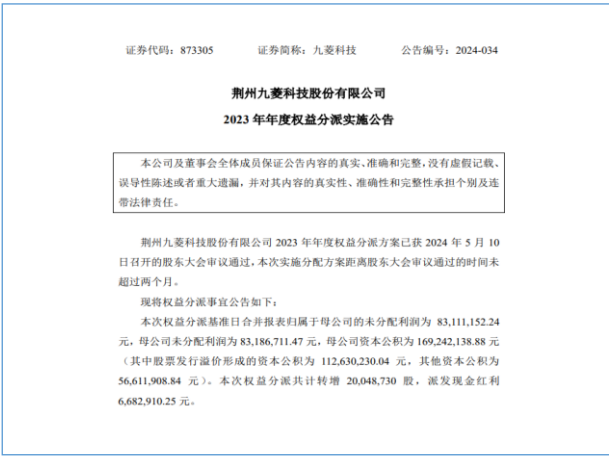 证券代码：873305 证券简称：九菱科技 公告编号：2024-034
荆州九菱科技股份有限公司
2023 年年度权益分派实施公告
本公司及董事会全体成员保证公告内容的真实、准确和完整，没有虚假记载、
误导性陈述或者重大遗漏，并对其内容的真实性、准确性和完整性承担个别及连
带法律责任。
荆州九菱科技股份有限公司 2023 年年度权益分派方案已获 2024 年 5 月 10
日召开的股东大会审议通过，本次实施分配方案距离股东大会审议通过的时间未
超过两个月。
现将权益分派事宜公告如下：
本次权益分派基准日合并报表归属于母公司的未分配利润为 83,111,152.24
元，母公司未分配利润为 83,186,711.47 元，母公司资本公积为 169,242,138.88 元
（其中股票发行溢价形成的资本公积为 112,630,230.04 元，其他资本公积为
56,611,908.84 元）。本次权益分派共计转增 20,048,730 股，派发现金红利
6,682,910.25 元。